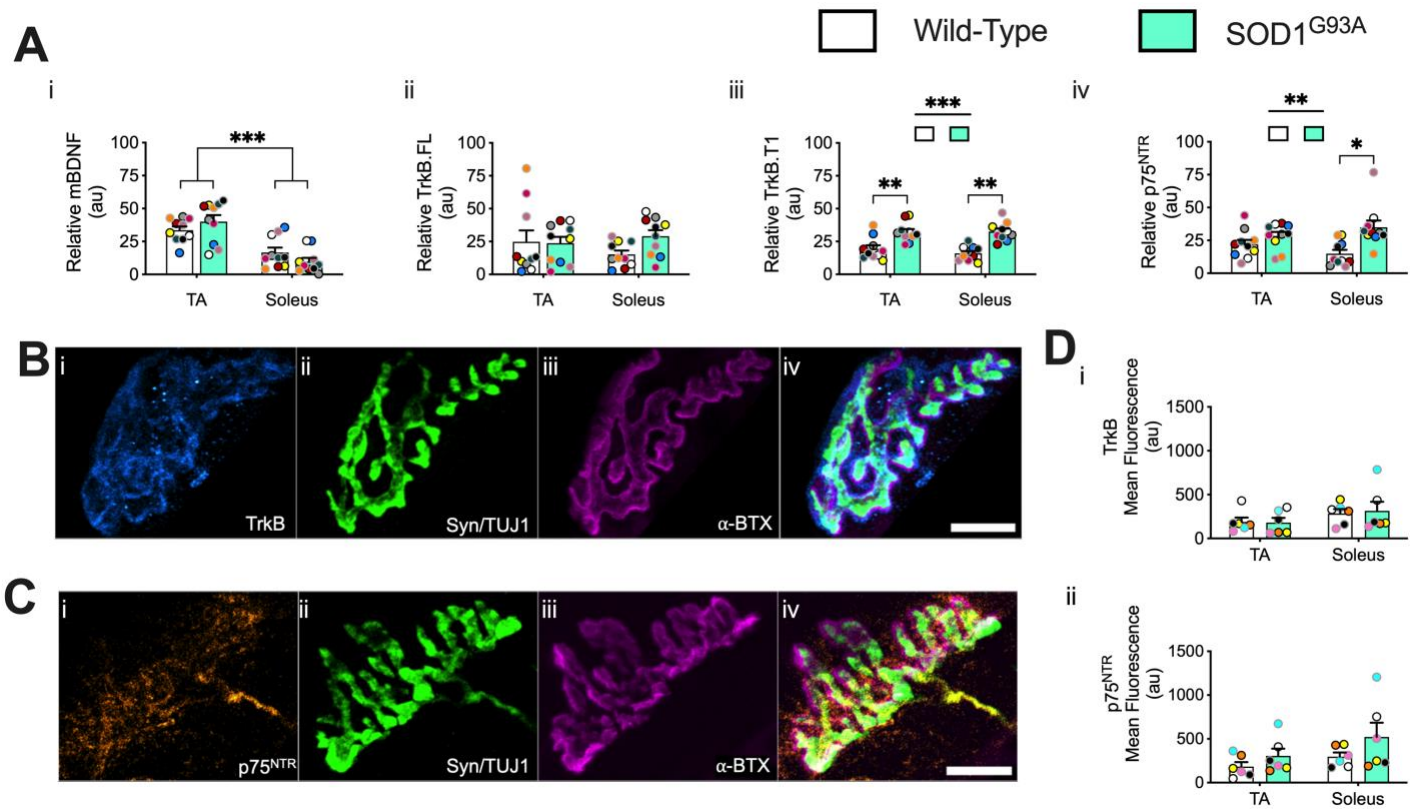 Wild-Type
SOD1G93A
A
i
Relative mBDNF
(au)
100
75
50
25
0
***
TA
Soleus
ii
Relative TrkB.FL
(au)
100
75
50
25
0
TA
Soleus
iii
Relative TrkB.T1
(au)
100
75
50
25
0
***
**
**
TA
Soleus
iv
Relative p75NTR
(au)
100
75
50
25
0
**
*
TA
Soleus
B
i
TrkB
ii
Syn/TUJ1
iii
α-BTX
iv
C
i
p75NTR
ii
Syn/TUJ1
iii
α-BTX
iv
D
i
TrkB
Mean Fluorescence
(au)
1500
1000
500
0
TA
Soleus
ii
p75NTR
Mean Fluorescence
(au)
1500
1000
500
0
TA
Soleus